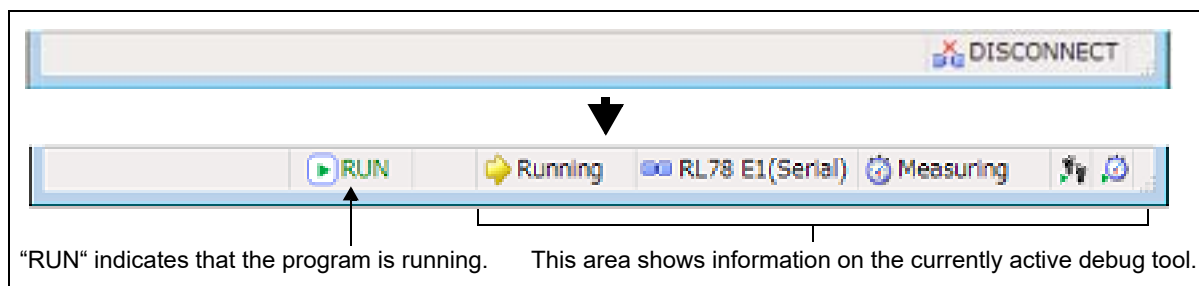 DISCONNECT
RUN Running RL78 E1(Serial) Measuring
“RUN“ indicates that the program is running. This area shows information on the currently active debug tool.